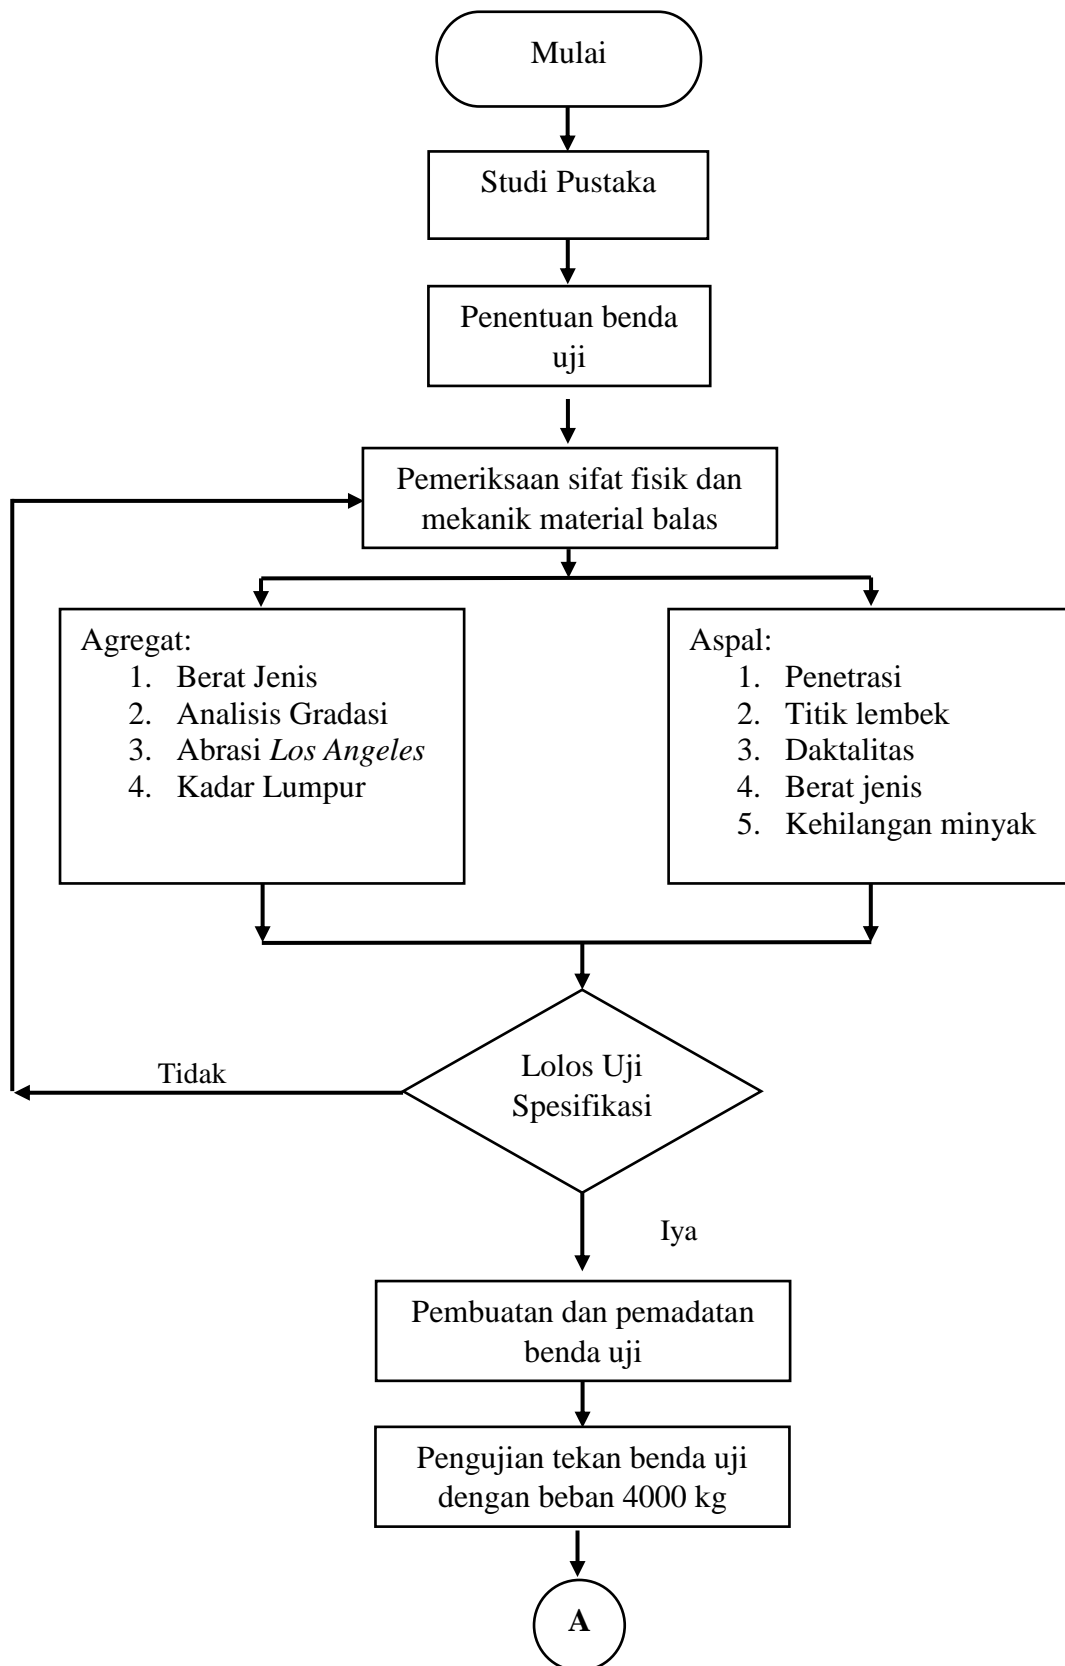 Mulai
Studi Pustaka
Penentuan benda
uji
Pemeriksaan sifat fisik dan
mekanik material balas
Agregat:
1. Berat Jenis
2. Analisis Gradasi
3. Abrasi Los Angeles
4. Kadar Lumpur
Aspal:
1. Penetrasi
2. Titik lembek
3. Daktalitas
4. Berat jenis
5. Kehilangan minyak
Lolos Uji
Spesifikasi
Tidak
Iya
Pembuatan dan pemadatan
benda uji
Pengujian tekan benda uji
dengan beban 4000 kg
A